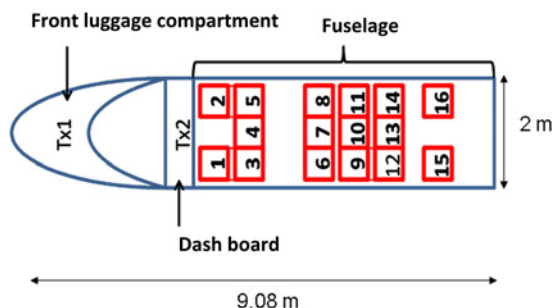 Front luggage compartment
Fuselage
Tx1
Tx2
2 5 8 11 14 16
4 7 10 13
1 3 6 9 12 15
2 m
Dash board
9.08 m